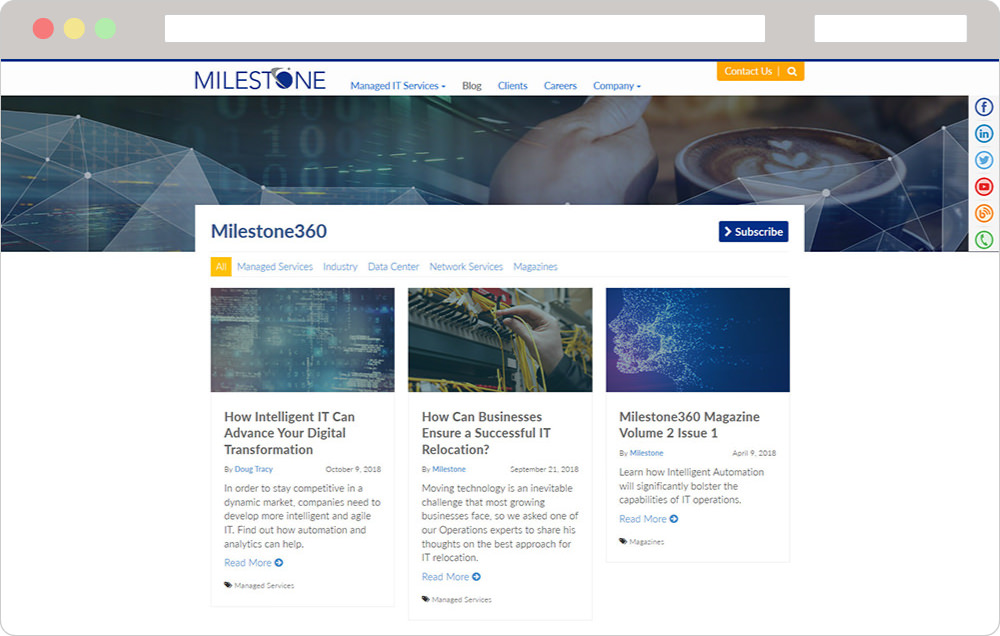 Contact Us
MILESTONE
Managed IT Services
Blog
Clients
Careers
Company
Milestone360
Subscribe
All
Managed Services
Industry
Data Center
Network Services
Magazines
How Intelligent IT Can
Advance Your Digital
Transformation
By Doug Tracy
October 9, 2018
In order to stay competitive in a
dynamic market, companies need to
develop more intelligent and agile
IT. Find out how automation and
analytics can help.
Read More
Managed Services
How Can Businesses
Ensure a Successful IT
Relocation?
By Milestone
September 21, 2018
Moving technology is an inevitable
challenge that most growing
businesses face, so we asked one of
our Operations experts to share his
thoughts on the best approach for
IT relocation.
Read More
Managed Services
Milestone360 Magazine
Volume 2 Issue 1
By Milestone
April 9, 2018
Learn how Intelligent Automation
will significantly bolster the
capabilities of IT operations.
Read More
Magazines